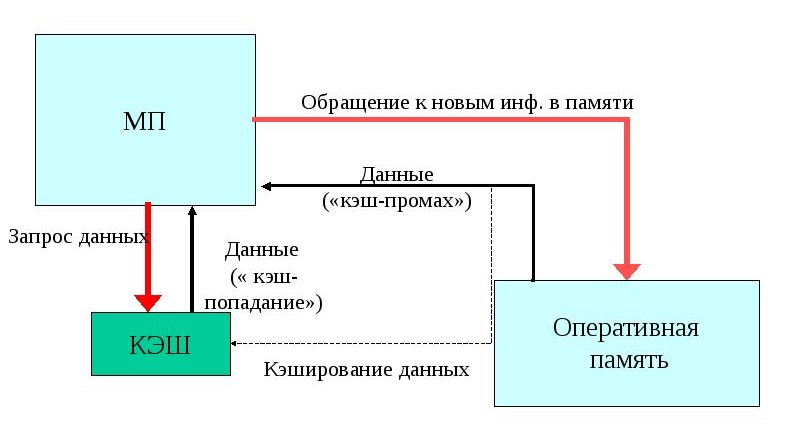 Обращение к новым инф. в памяти
МП
Данные
(«кэш-промах»)
Запрос данных
Данные
(« кэш-
попадание»)
КЭШ
Оперативная
память
Кэширование данных